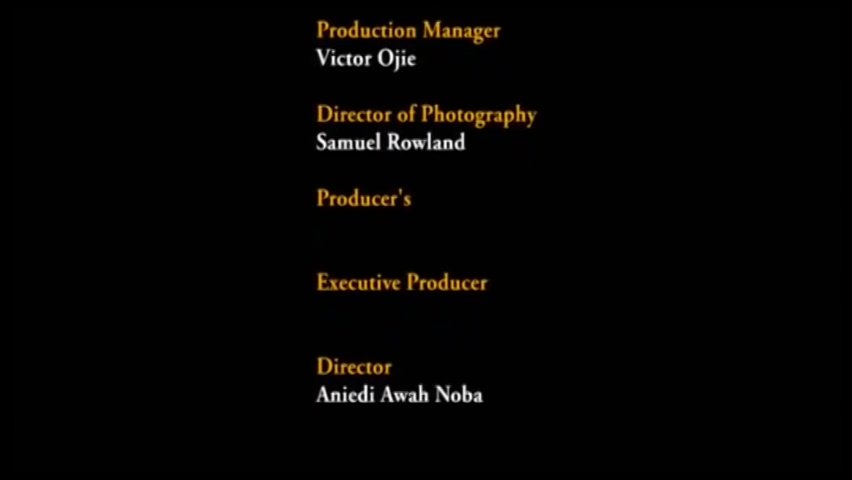 Production Manager
Victor Ojie
Director of Photography
Samuel Rowland
Producer's
Executive Producer
Director
Aniedi Awah Noba